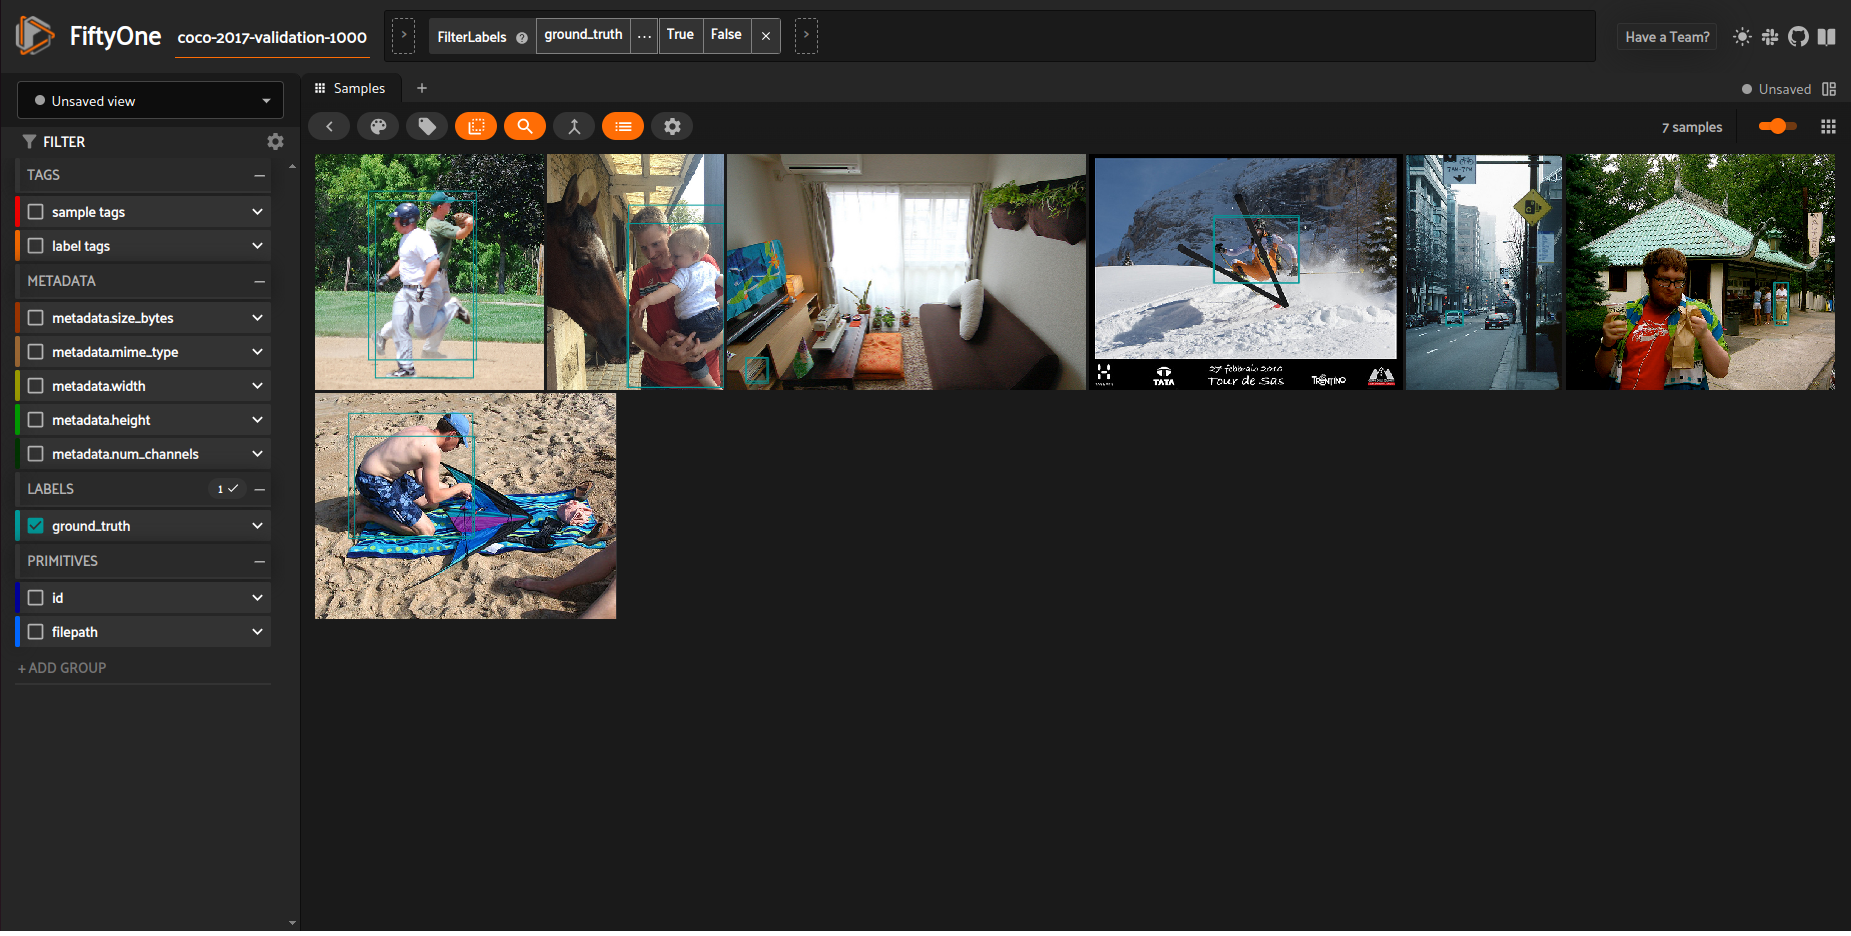 FiftyOne
coco-2017-validation-1000
FilterLabels
ground_truth
...
True
False
Have a Team?
Unsaved view
Samples
+
Unsaved
FILTER
7 samples
TAGS
sample tags
label tags
METADATA
metadata.size_bytes
metadata.mime_type
metadata.width
metadata.height
metadata.num_channels
LABELS
1
ground_truth
PRIMITIVES
id
filepath
+ ADD GROUP
7AM-7PM
TATA
27 febbraio 2010
Tour de Sas
TRENTINO